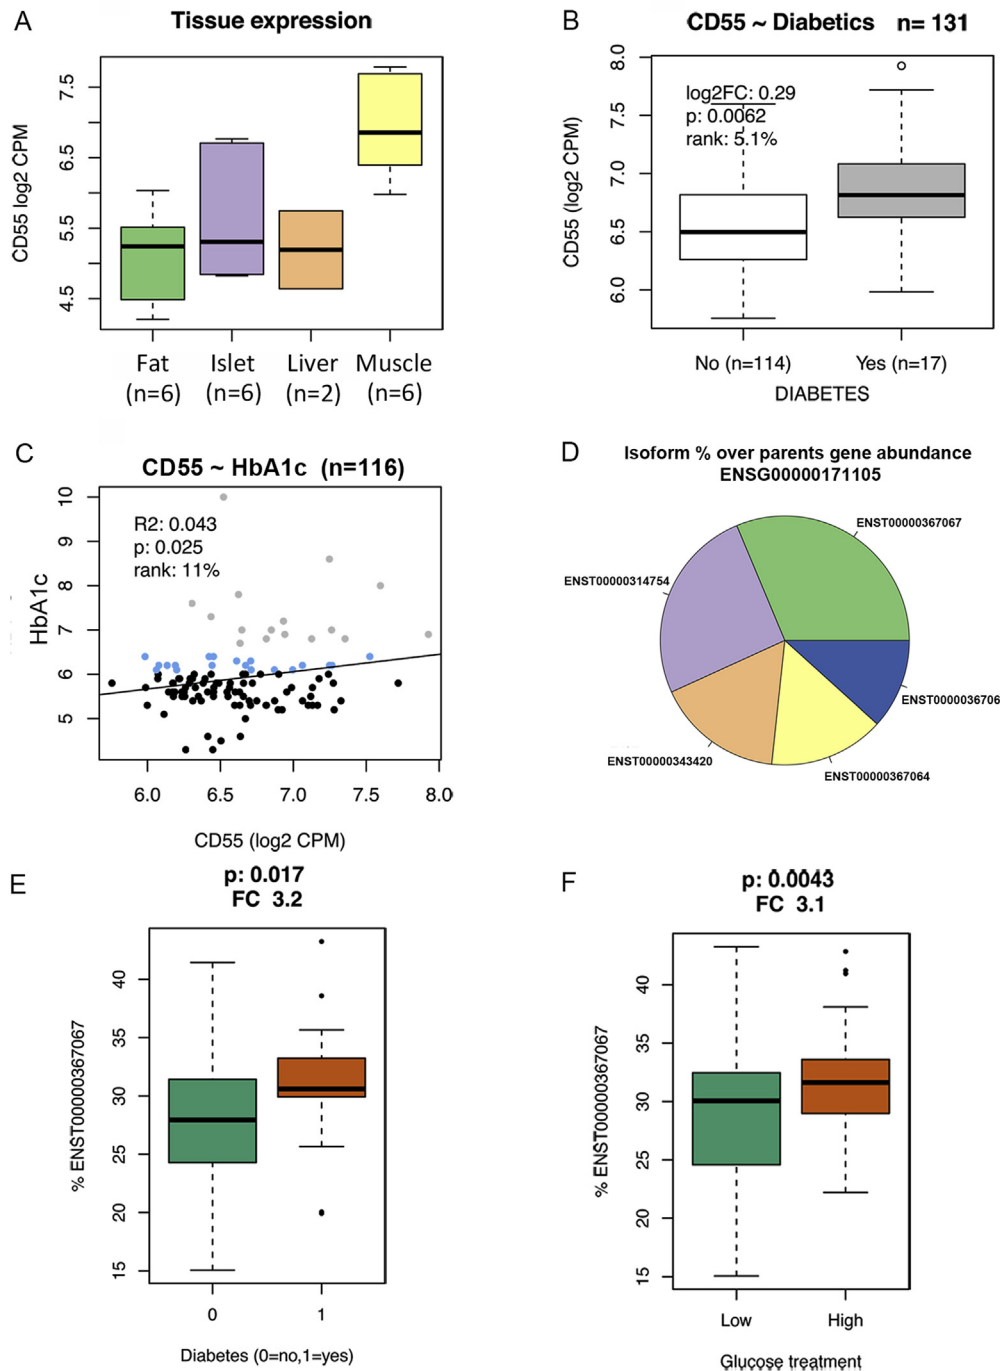 A
Tissue expression
CD55 log2 CPM
7.5
6.5
5.5
4.5
Fat
(n=6)
Islet
(n=6)
Liver
(n=2)
Muscle
(n=6)
B
CD55 ~ Diabetics n= 131
CD55 (log2 CPM)
8.0
7.5
7.0
6.5
6.0
log2FC: 0.29
p: 0.0062
rank: 5.1%
No (n=114)
Yes (n=17)
DIABETES
C
CD55 ~ HbA1c (n=116)
HbA1c
10
9
8
7
6
5
R2: 0.043
p: 0.025
rank: 11%
6.0
6.5
7.0
7.5
8.0
CD55 (log2 CPM)
D
Isoform % over parents gene abundance
ENSG00000171105
ENST00000367067
ENST00000314754
ENST0000036706
ENST00000343420
ENST00000367064
E
p: 0.017
FC 3.2
% ENST00000367067
40
35
30
25
20
15
0
1
Diabetes (0=no,1=yes)
F
p: 0.0043
FC 3.1
% ENST00000367067
40
35
30
25
20
15
Low
High
Glucose treatment